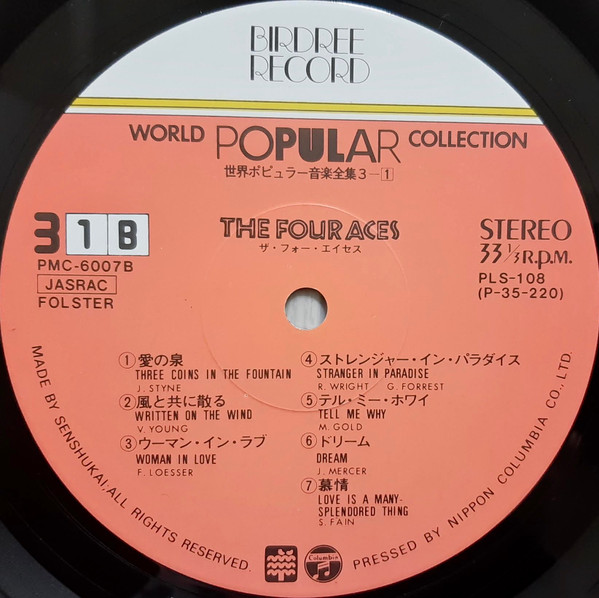 BIRDREE
RECORD
WORLD POPULAR COLLECTION
世界ポピュラー音楽全集3-1
31B
PMC-6007B
JASRAC
FOLSTER
THE FOUR ACES
ザ・フォー・エイセス
STEREO
33 1/3 R.p.M.
PLS-108
(P-35-220)
①愛の泉
THREE COINS IN THE FOUNTAIN
J. STYNE
②風と共に散る
WRITTEN ON THE WIND
V. YOUNG
③ウーマン・イン・ラブ
WOMAN IN LOVE
F. LOESSER
④ストレンジャー・イン・パラダイス
STRANGER IN PARADISE
R. WRIGHT G. FORREST
⑤テル・ミー・ホワイ
TELL ME WHY
M. GOLD
⑥ドリーム
DREAM
J. MERCER
⑦慕情
LOVE IS A MANY-
SPLENDORED THING
S. FAIN
MADE BY SENSHUKAI, ALL RIGHTS RESERVED.
Columbia
PRESSED BY NIPPON COLUMBIA CO., LTD.